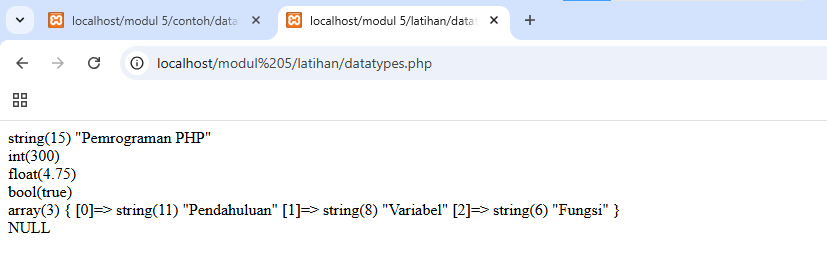 localhost/modul 5/contoh/data
localhost/modul 5/latihan/datat
localhost/modul%205/latihan/datatypes.php
string(15) "Pemrograman PHP"
int(300)
float(4.75)
bool(true)
array(3) { [0]=> string(11) "Pendahuluan" [1]=> string(8) "Variabel" [2]=> string(6) "Fungsi" }
NULL